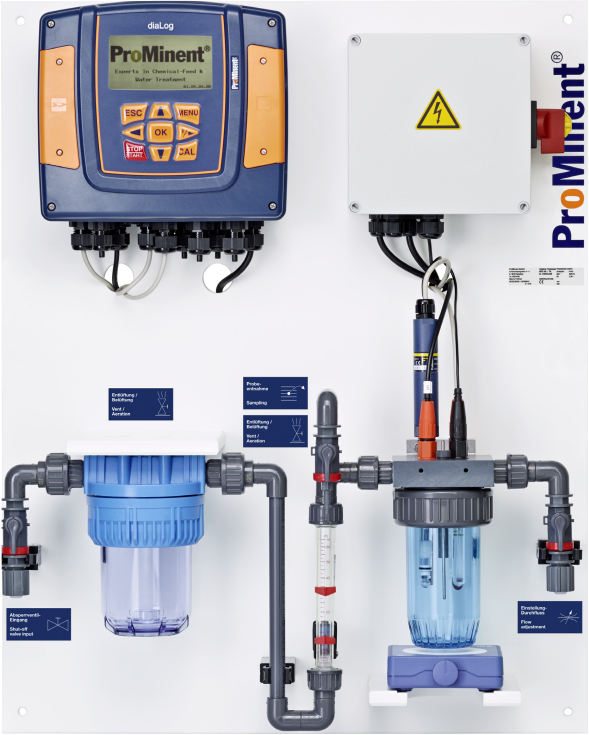 diaLog
ProMinent®
Experts in Chemical-Feed &
Water Treatment
ProMinent®
ESC
MENU
OK
STOP
START
CAL
ProMinent®
Entlüftung /
Belüftung
Vent /
Aeration
Probe-
entnahme
Sampling
Entlüftung /
Belüftung
Vent /
Aeration
Absperrventil-
Eingang
Shut-off
valve input
Einstellung-
Durchfluss
Flow
adjustment